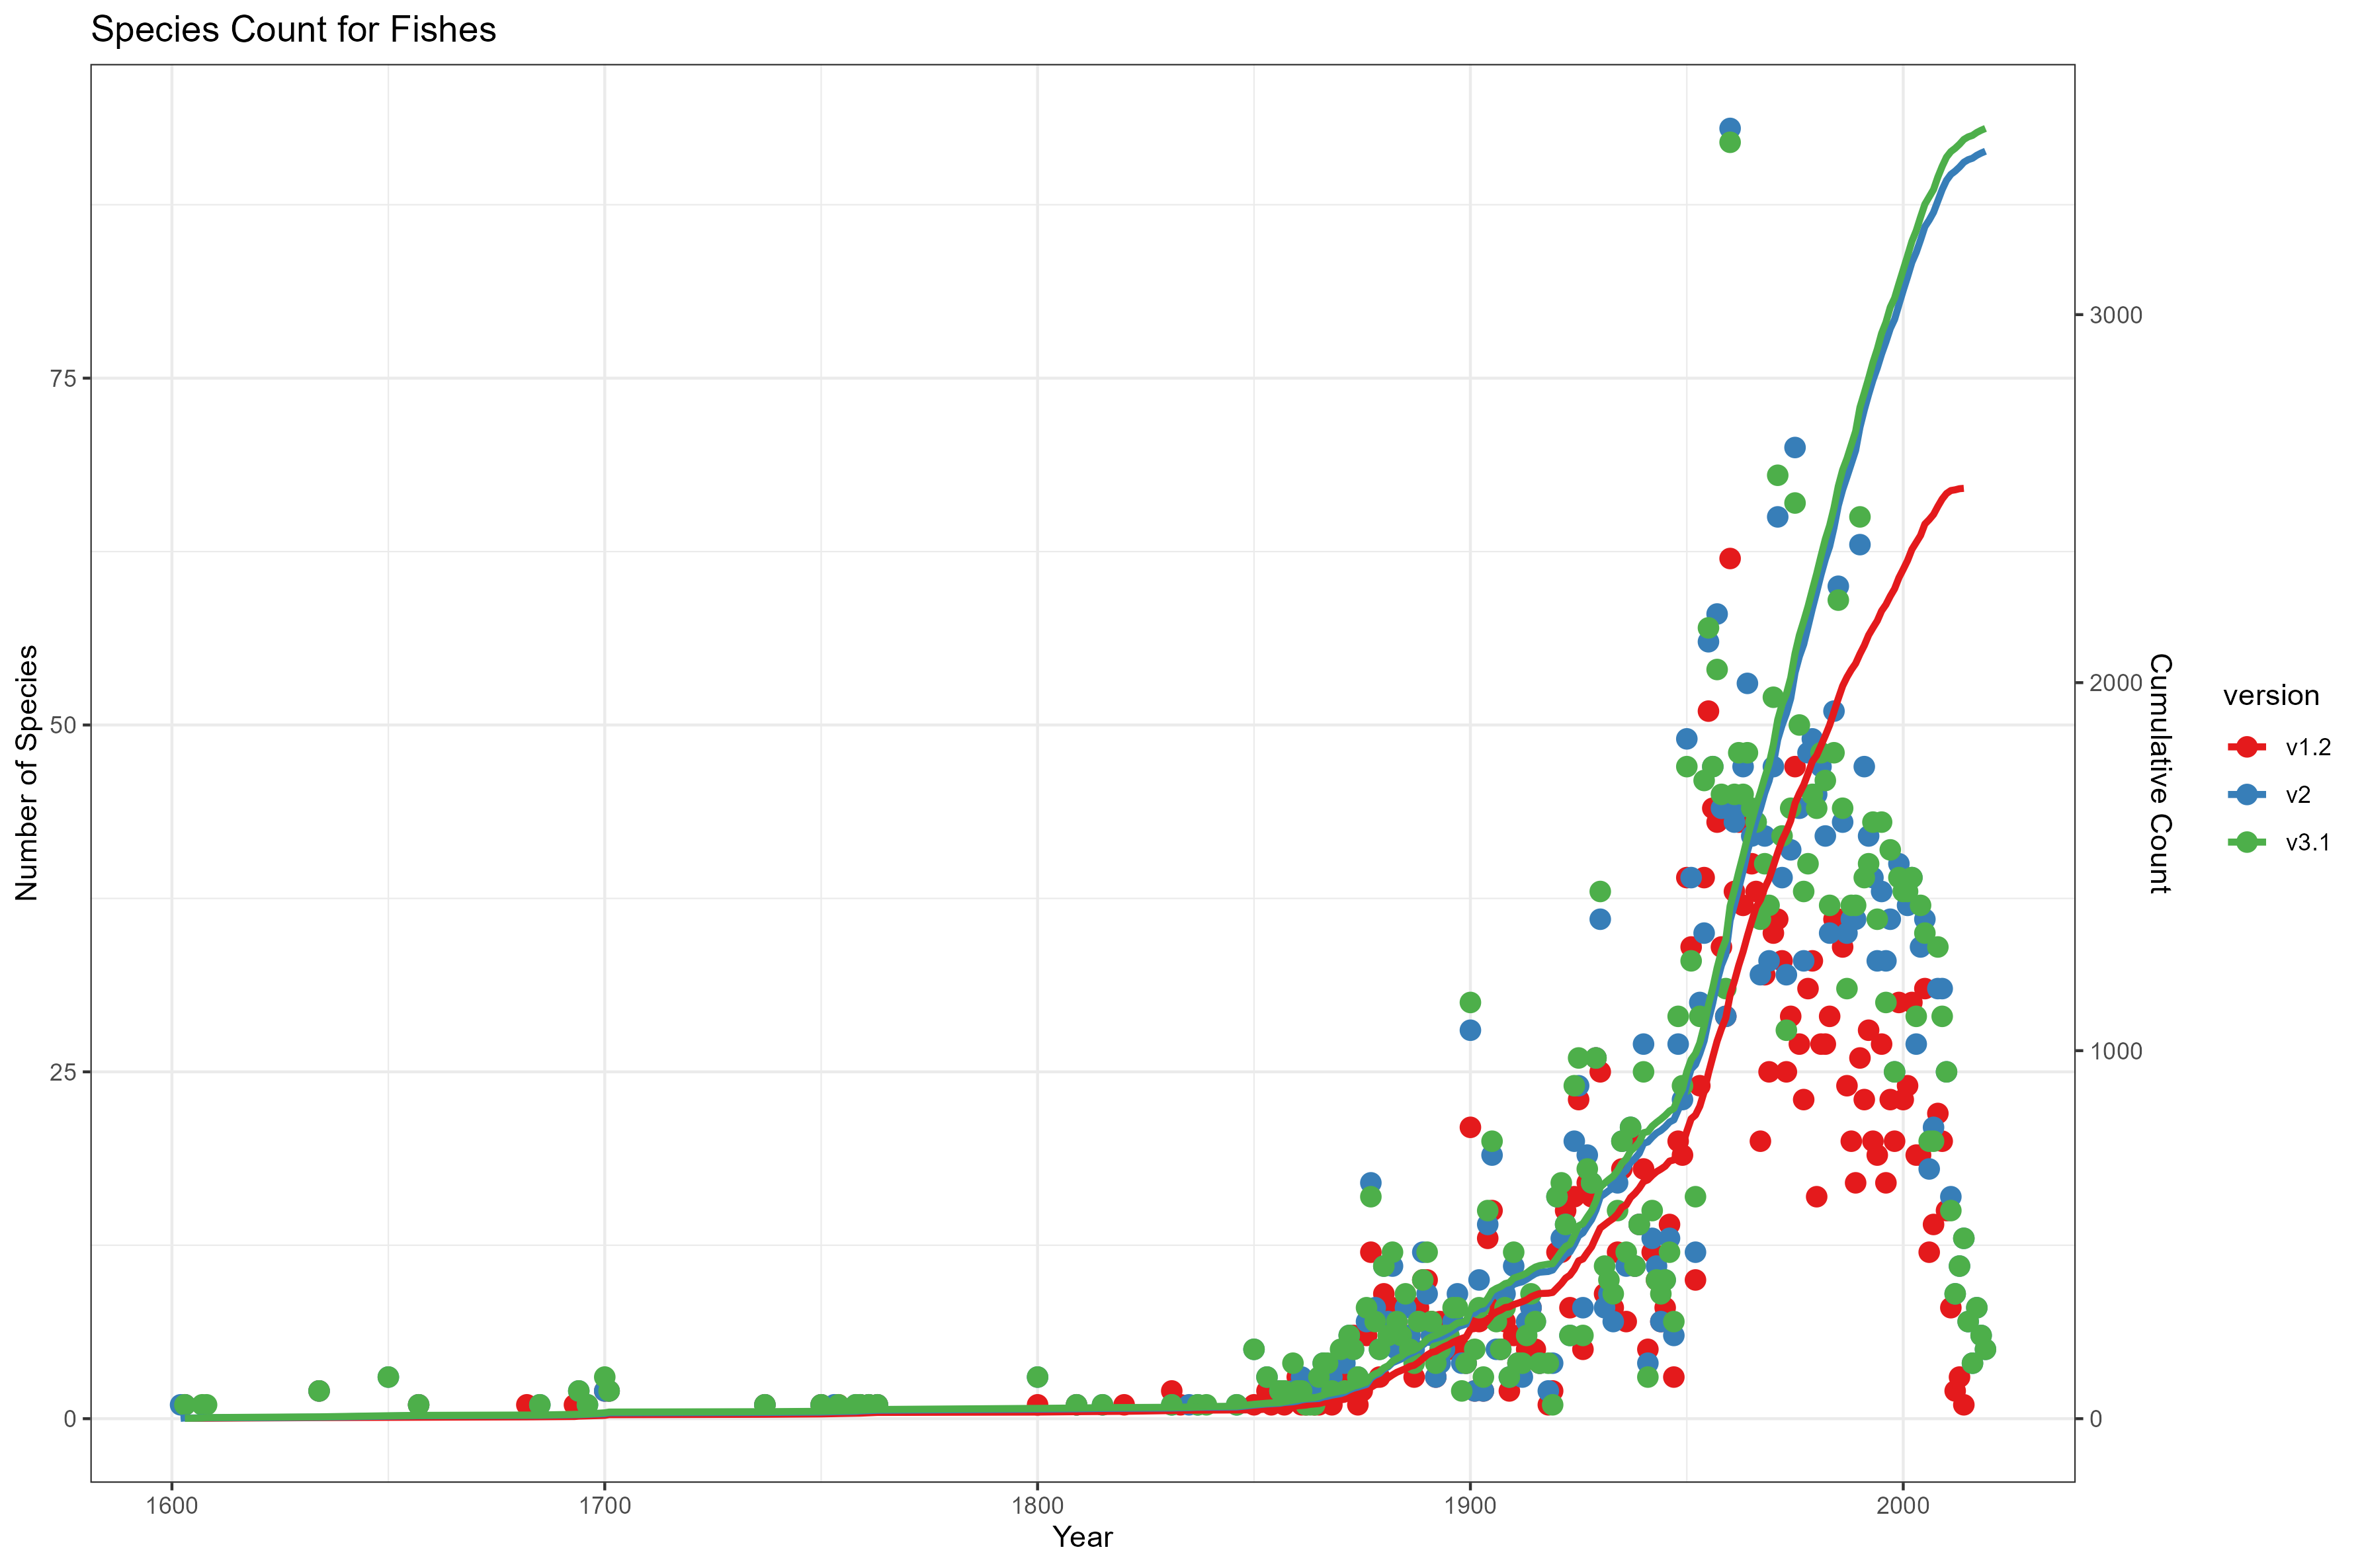 Species Count for Fishes
Number of Species
75
50
25
0
1600
1700
1800
1900
2000
Year
3000
2000
1000
0
Cumulative Count
version
v1.2
v2
v3.1